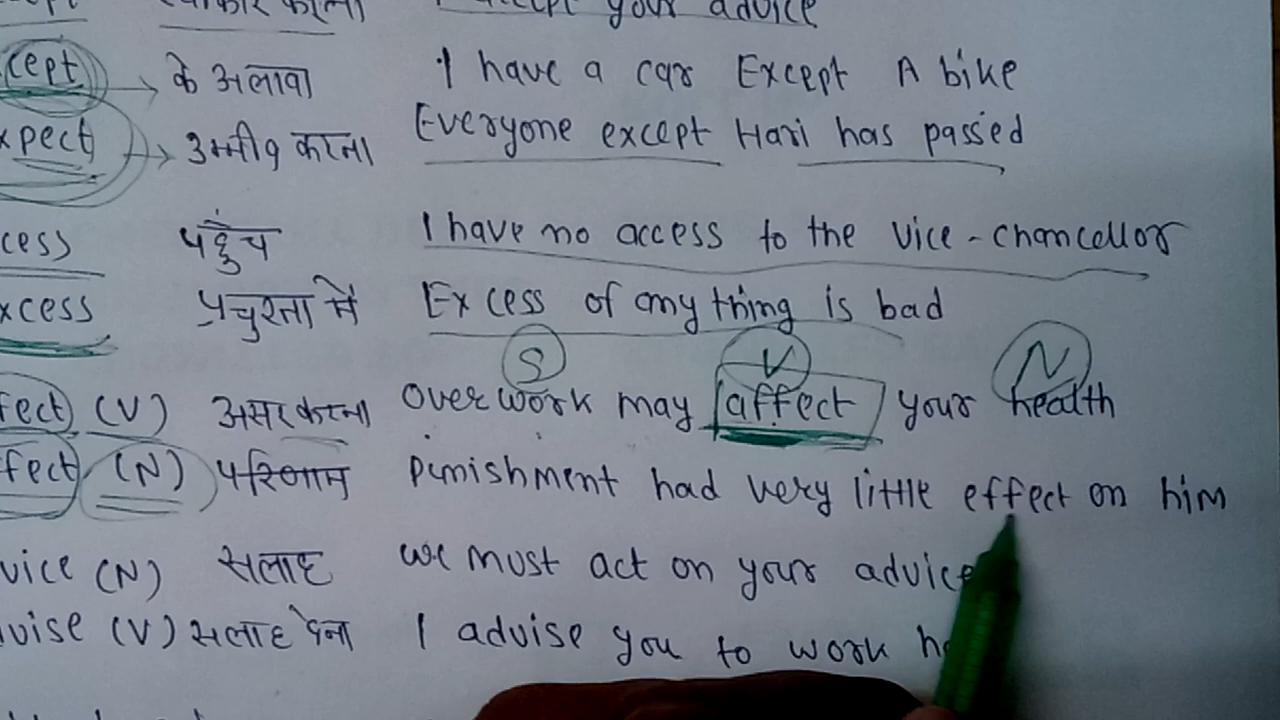 स्वीकार करना I accept your advice
cept → के अलावा I have a car Except A bike
xpect → उम्मीद करना Everyone except Hari has passed
cess पहुँच I have no access to the vice-chancellor
xcess प्रचुरता में Excess of any thing is bad
S V N
fect (V) असर करना over work may affect your health
fect (N) परिणाम punishment had very little effect on him
vice (N) सलाह we must act on your advice
vise (V) सलाह देना I advise you to work h